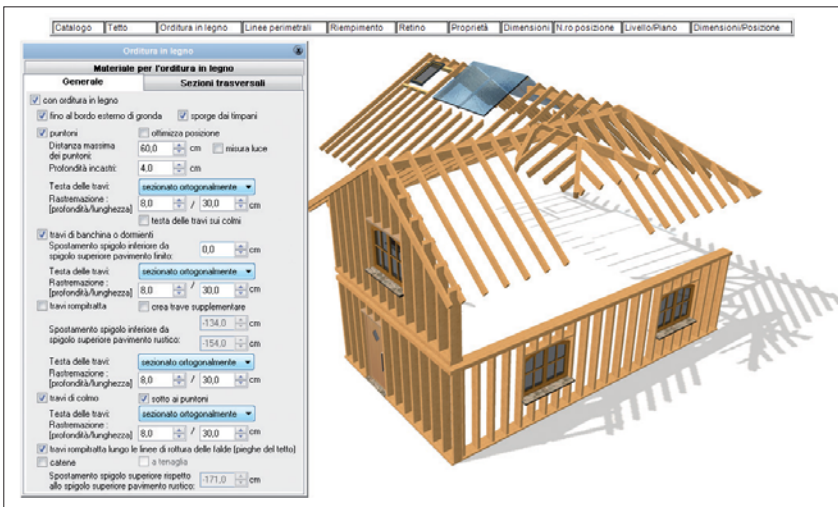 Catalogo Tetto Orditura in legno Linee perimetrali Riempimento Retino Proprietà Dimensioni N.ro posizione Livello/Piano Dimensioni/Posizione
Orditura in legno
Materiale per l'orditura in legno
Generale Sezioni trasversali
con orditura in legno
fino al bordo esterno di gronda sporge dai timpani
puntoni ottimizza posizione
Distanza massima
dei puntoni: 60,0 cm misura luce
Profondità incastri: 4,0 cm
Testa delle travi: sezionato ortogonalmente
Rastremazione :
[profondità/lunghezza] 8,0 / 30,0 cm
testa delle travi sui colmi
travi di banchina o dormienti
Spostamento spigolo inferiore da
spigolo superiore pavimento finito: 0,0 cm
Testa delle travi: sezionato ortogonalmente
Rastremazione :
[profondità/lunghezza] 8,0 / 30,0 cm
travi rompitratta crea trave supplementare
Spostamento spigolo inferiore da -134,0 cm
spigolo superiore pavimento rustico: -154,0 cm
Testa delle travi: sezionato ortogonalmente
Rastremazione :
[profondità/lunghezza] 8,0 / 30,0 cm
travi di colmo sotto ai puntoni
Testa delle travi: sezionato ortogonalmente
Rastremazione :
[profondità/lunghezza] 8,0 / 30,0 cm
travi rompitratta lungo le linee di rottura delle falde (pieghe del tetto)
catene a tenaglia
Spostamento spigolo superiore rispetto
allo spigolo superiore pavimento rustico: -171,0 cm